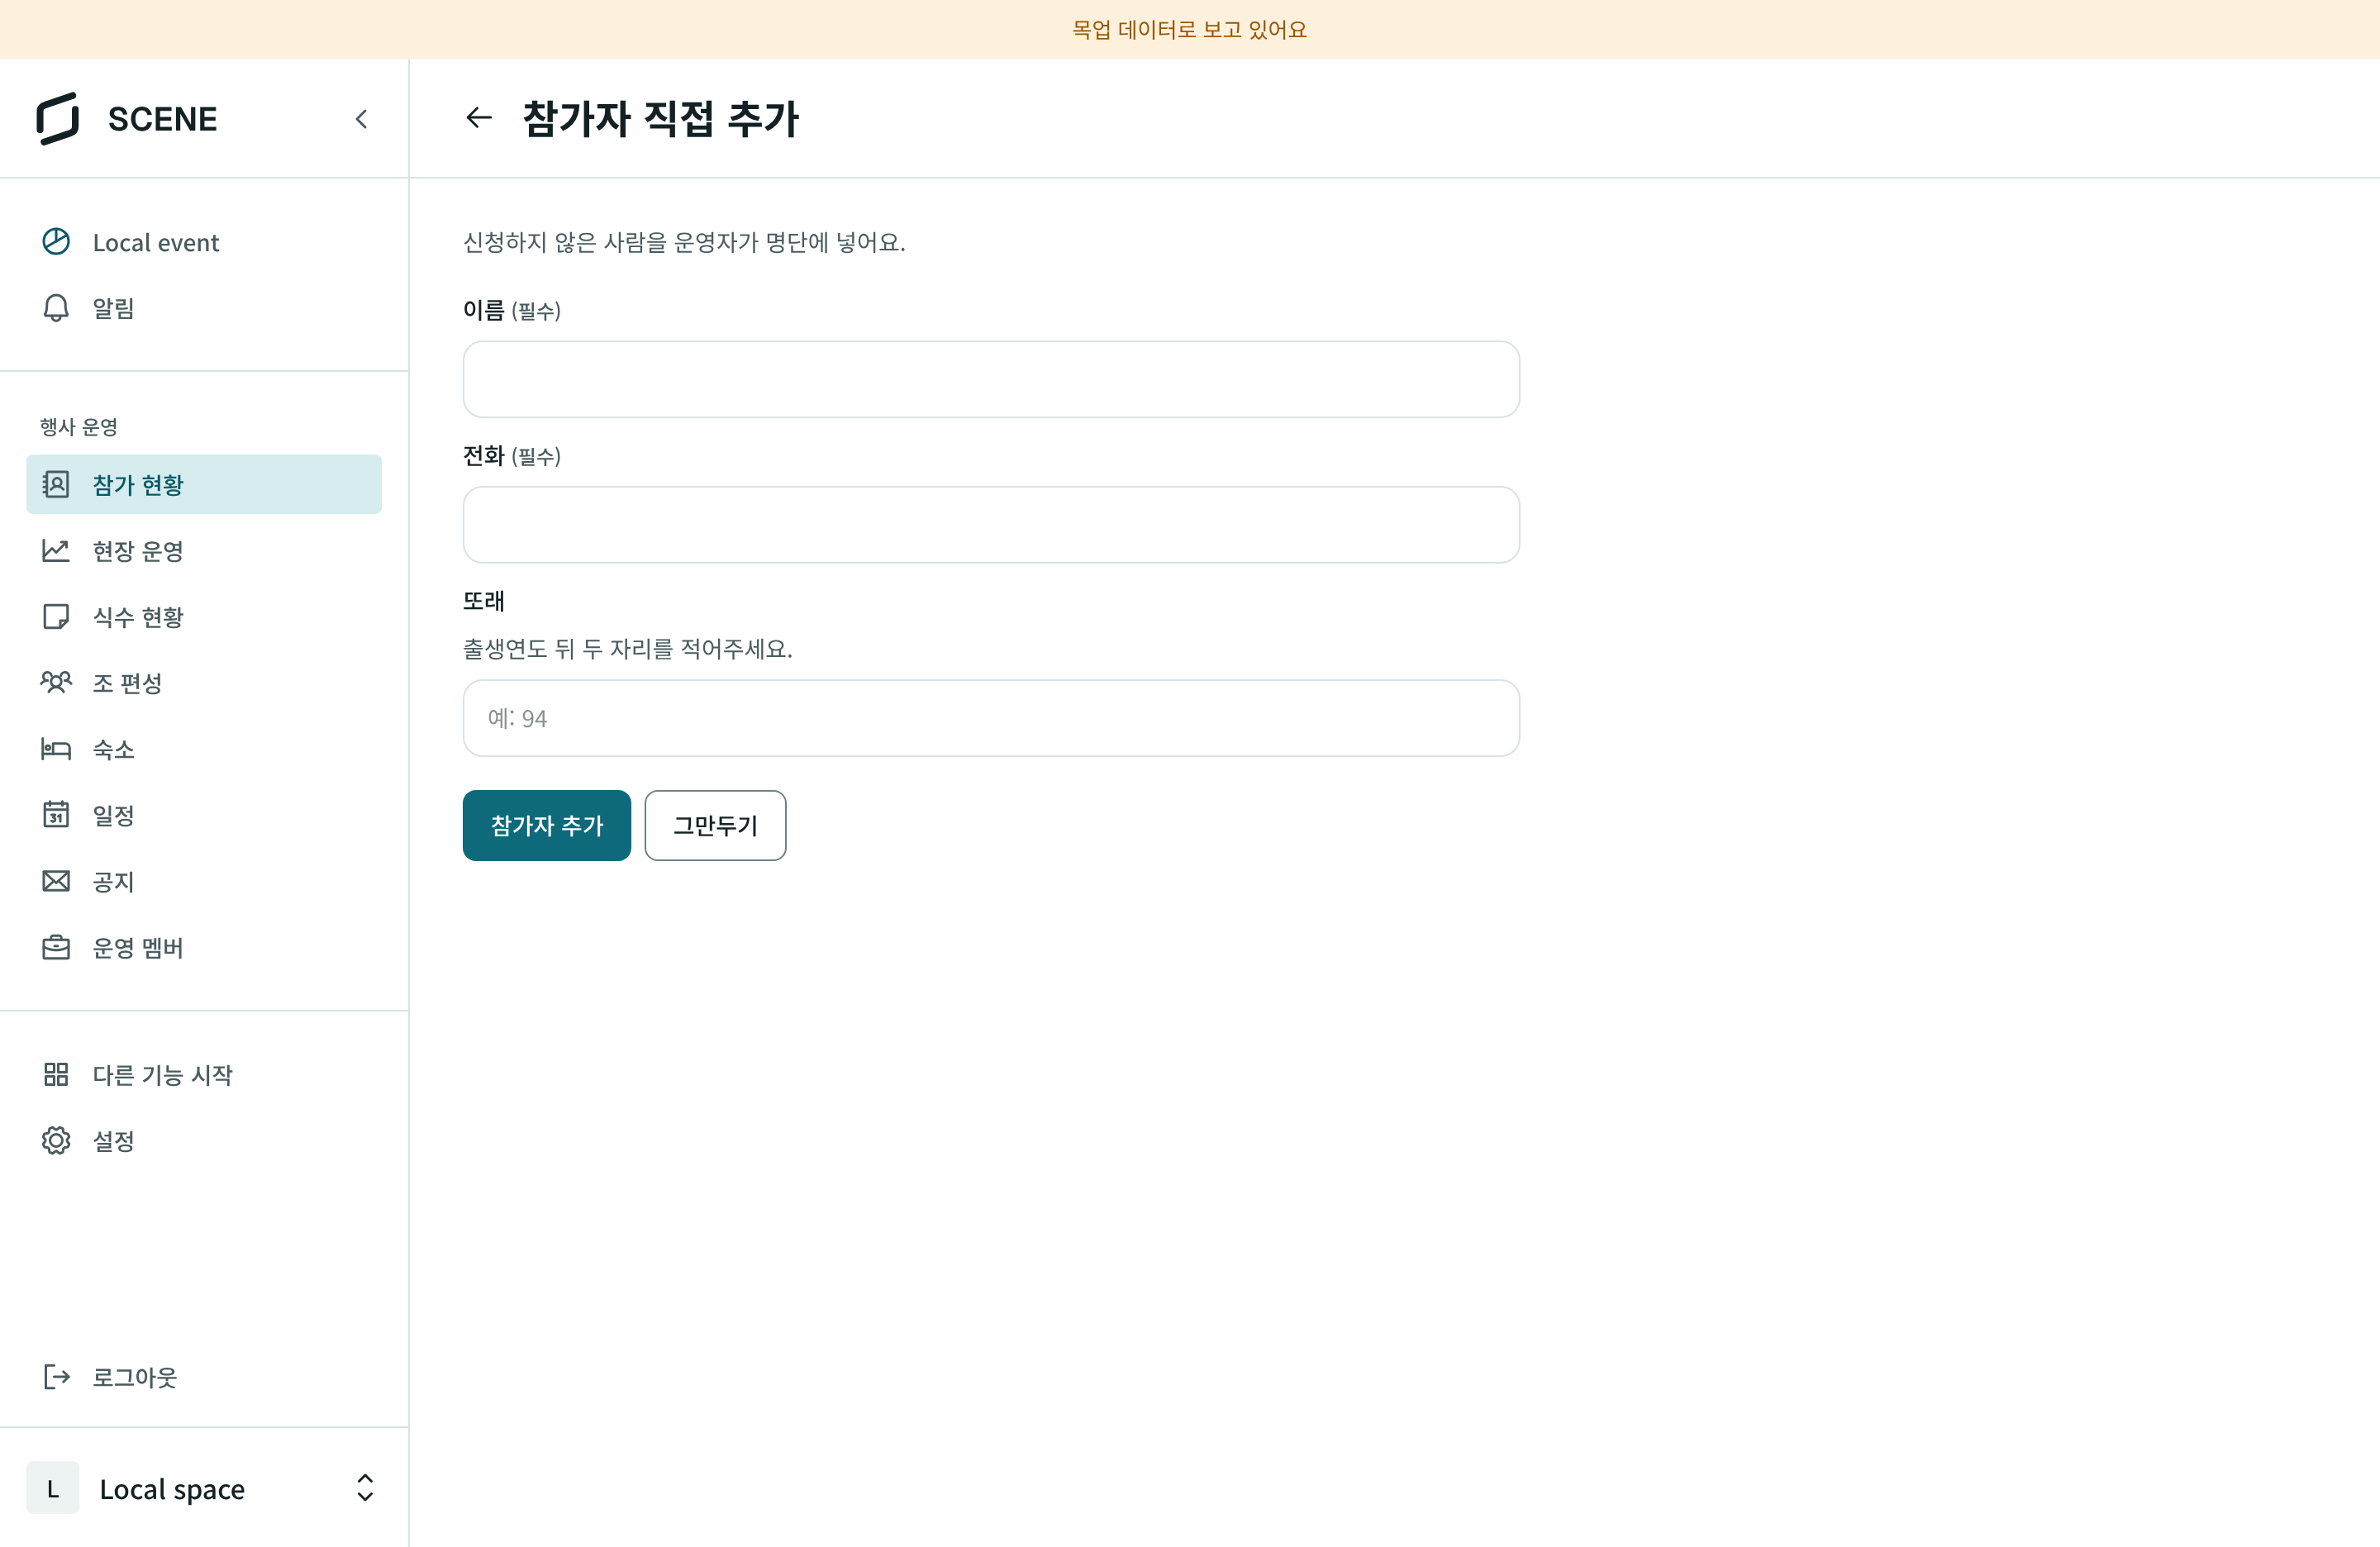 목업 데이터로 보고 있어요
SCENE
참가자 직접 추가
Local event
알림
행사 운영
참가 현황
현장 운영
식수 현황
조 편성
숙소
31
일정
공지
운영 멤버
다른 기능 시작
설정
로그아웃
L
Local space
신청하지 않은 사람을 운영자가 명단에 넣어요.
이름 (필수)
전화 (필수)
또래
출생연도 뒤 두 자리를 적어주세요.
예: 94
참가자 추가
그만두기